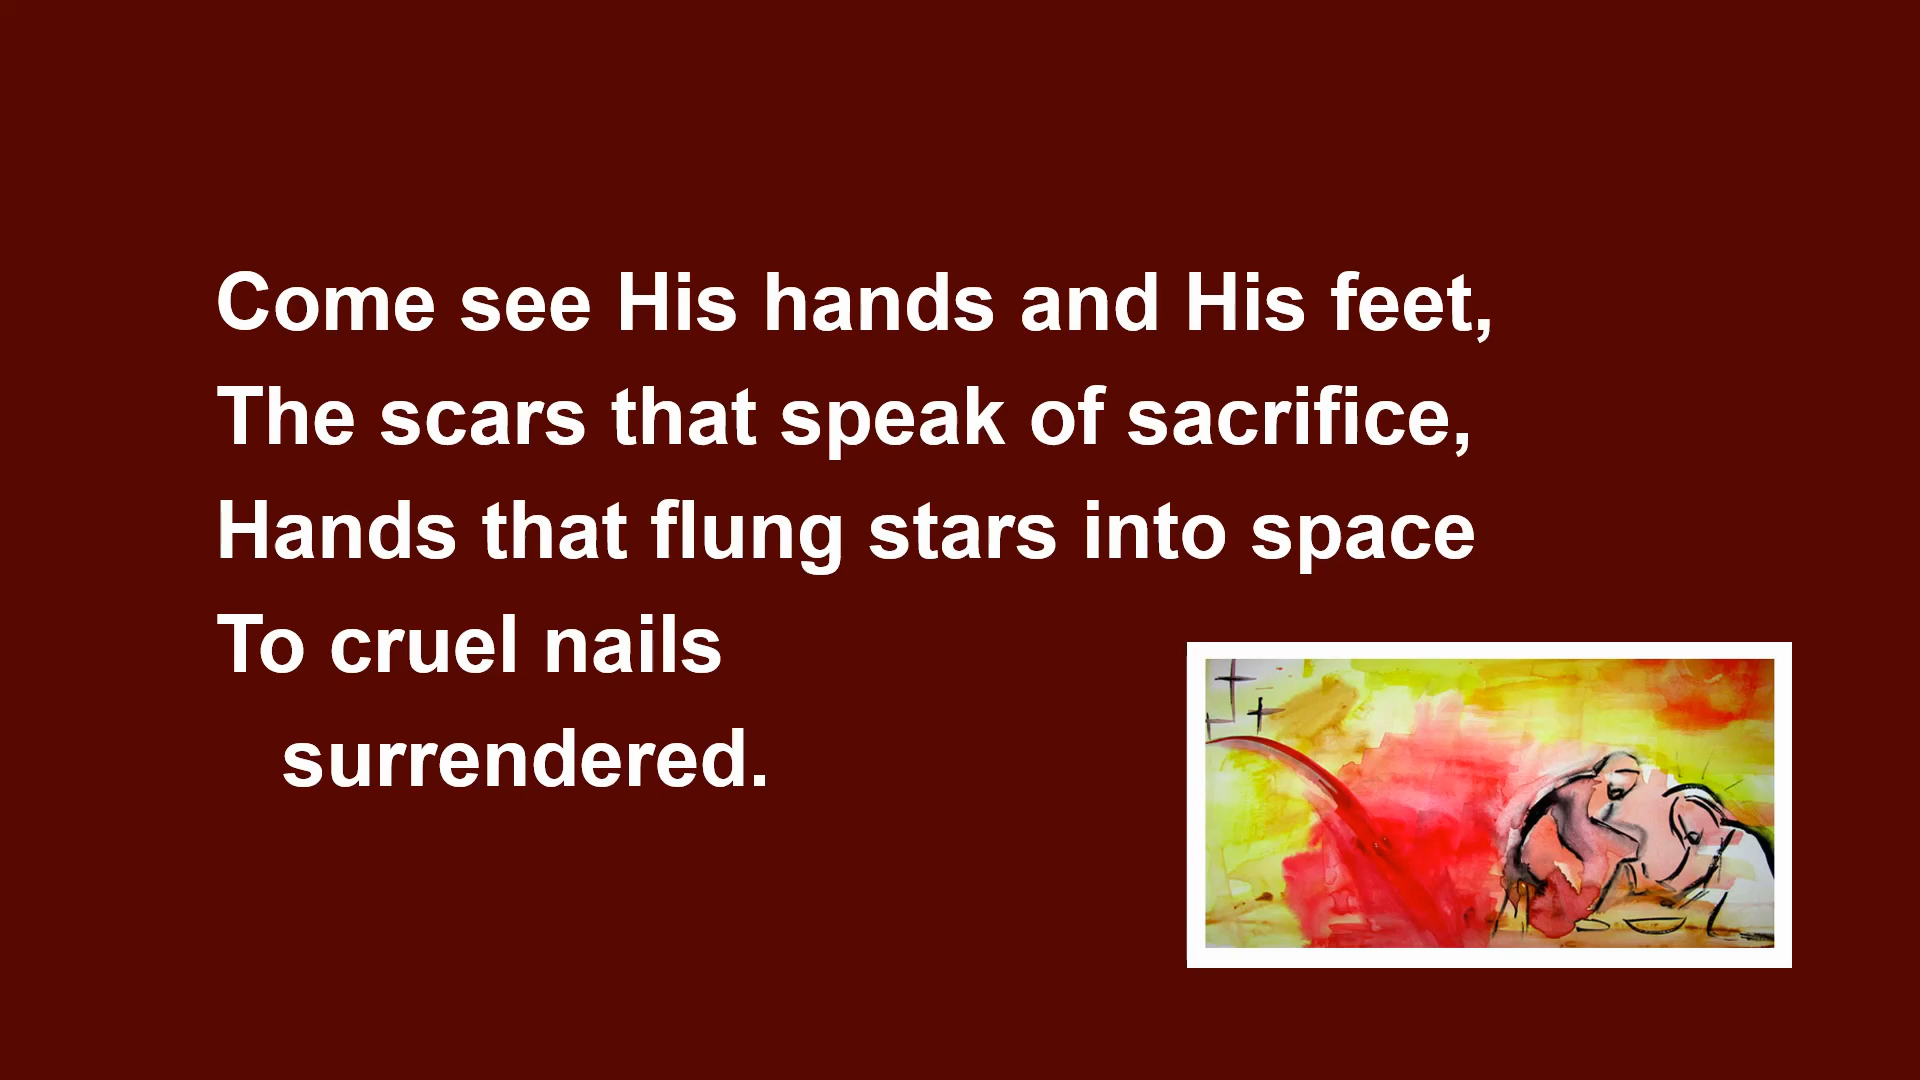 Come see His hands and His feet,
The scars that speak of sacrifice,
Hands that flung stars into space
To cruel nails
surrendered.